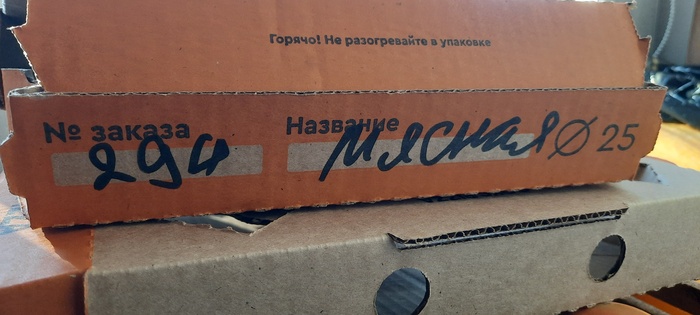 Горячо! Не разогревайте в упаковке
№ заказа Название
294 Мясная Ø 25